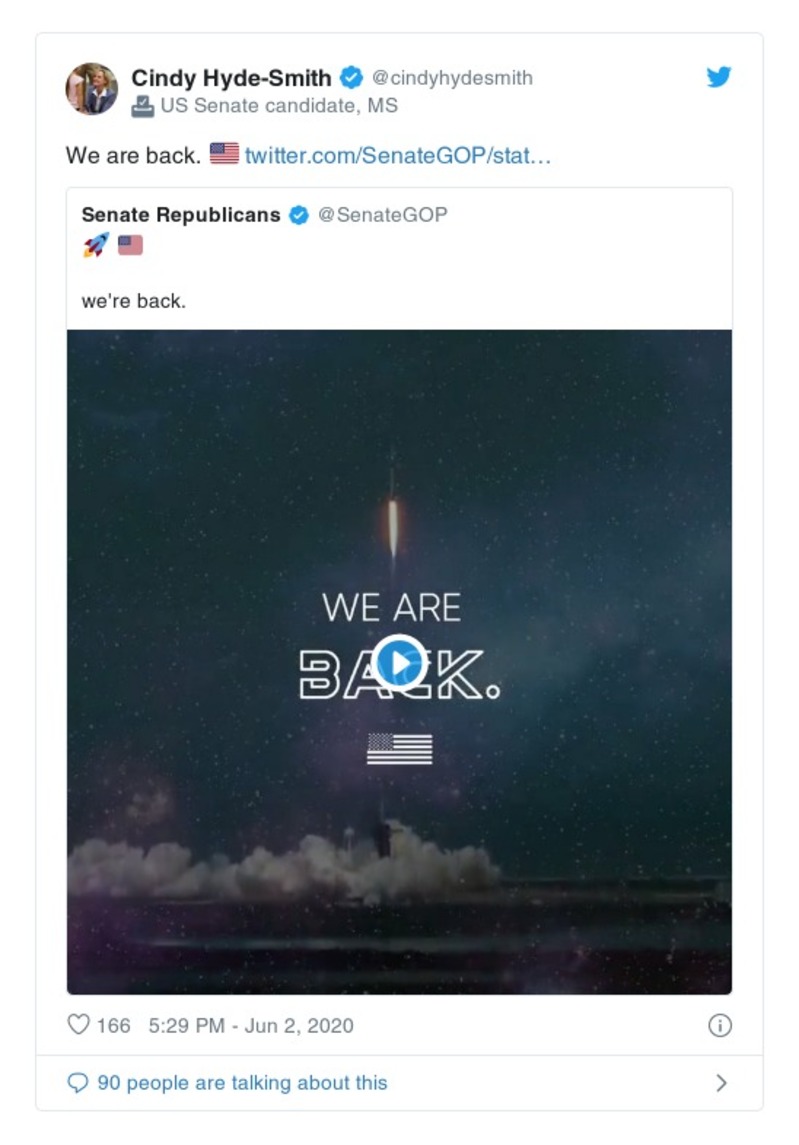 Cindy Hyde-Smith @cindyhydesmith
US Senate candidate, MS
We are back. 🇺🇸 twitter.com/SenateGOP/stat…
Senate Republicans @SenateGOP
🚀 🇺🇸
we're back.
WE ARE
BACK.
166 5:29 PM - Jun 2, 2020
90 people are talking about this